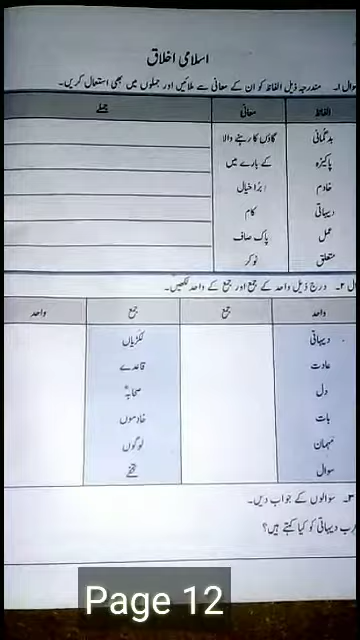 اسلامی اخلاق
سوال ۱۔ مندرجہ ذیل الفاظ کو ان کے معانی سے ملائیں اور جملوں میں بھی استعمال کریں۔
الفاظ معانی جملے
بدگمانی گاؤں کا رہنے والا
پاکیزہ کے بارے میں
خادم بُرا خیال
دیہاتی کام
عمل پاک صاف
متعلق نوکر
ال ۲۔ درج ذیل واحد کے جمع اور جمع کے واحد لکھیں۔
واحد جمع جمع واحد
دیہاتی لکڑیاں
عادت قاعدے
دل صحابہؓ
بات خادموں
مہمان لوگوں
سوال تحفے
۳۔ سوالوں کے جواب دیں۔
رب دیہاتی کو کیا کہتے ہیں؟
Page 12